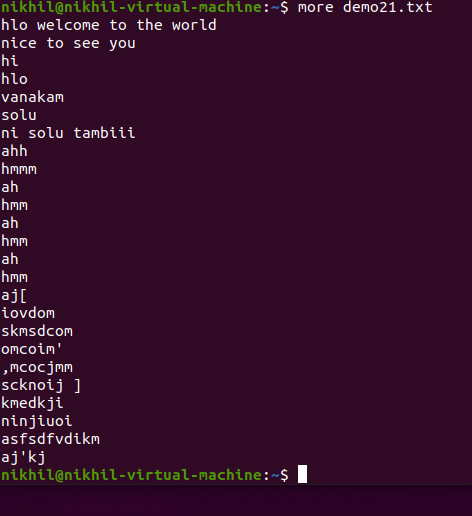 nikhil@nikhil-virtual-machine:~$ more demo21.txt
hlo welcome to the world
nice to see you
hi
hlo
vanakam
solu
ni solu tambiii
ahh
hmmm
ah
hmm
ah
hmm
ah
hmm
aj[
iovdom
skmsdcom
omcoim'
,mcocjmm
scknoij ]
kmedkji
ninjiuoi
asfsdfvdikm
aj'kj
nikhil@nikhil-virtual-machine:~$